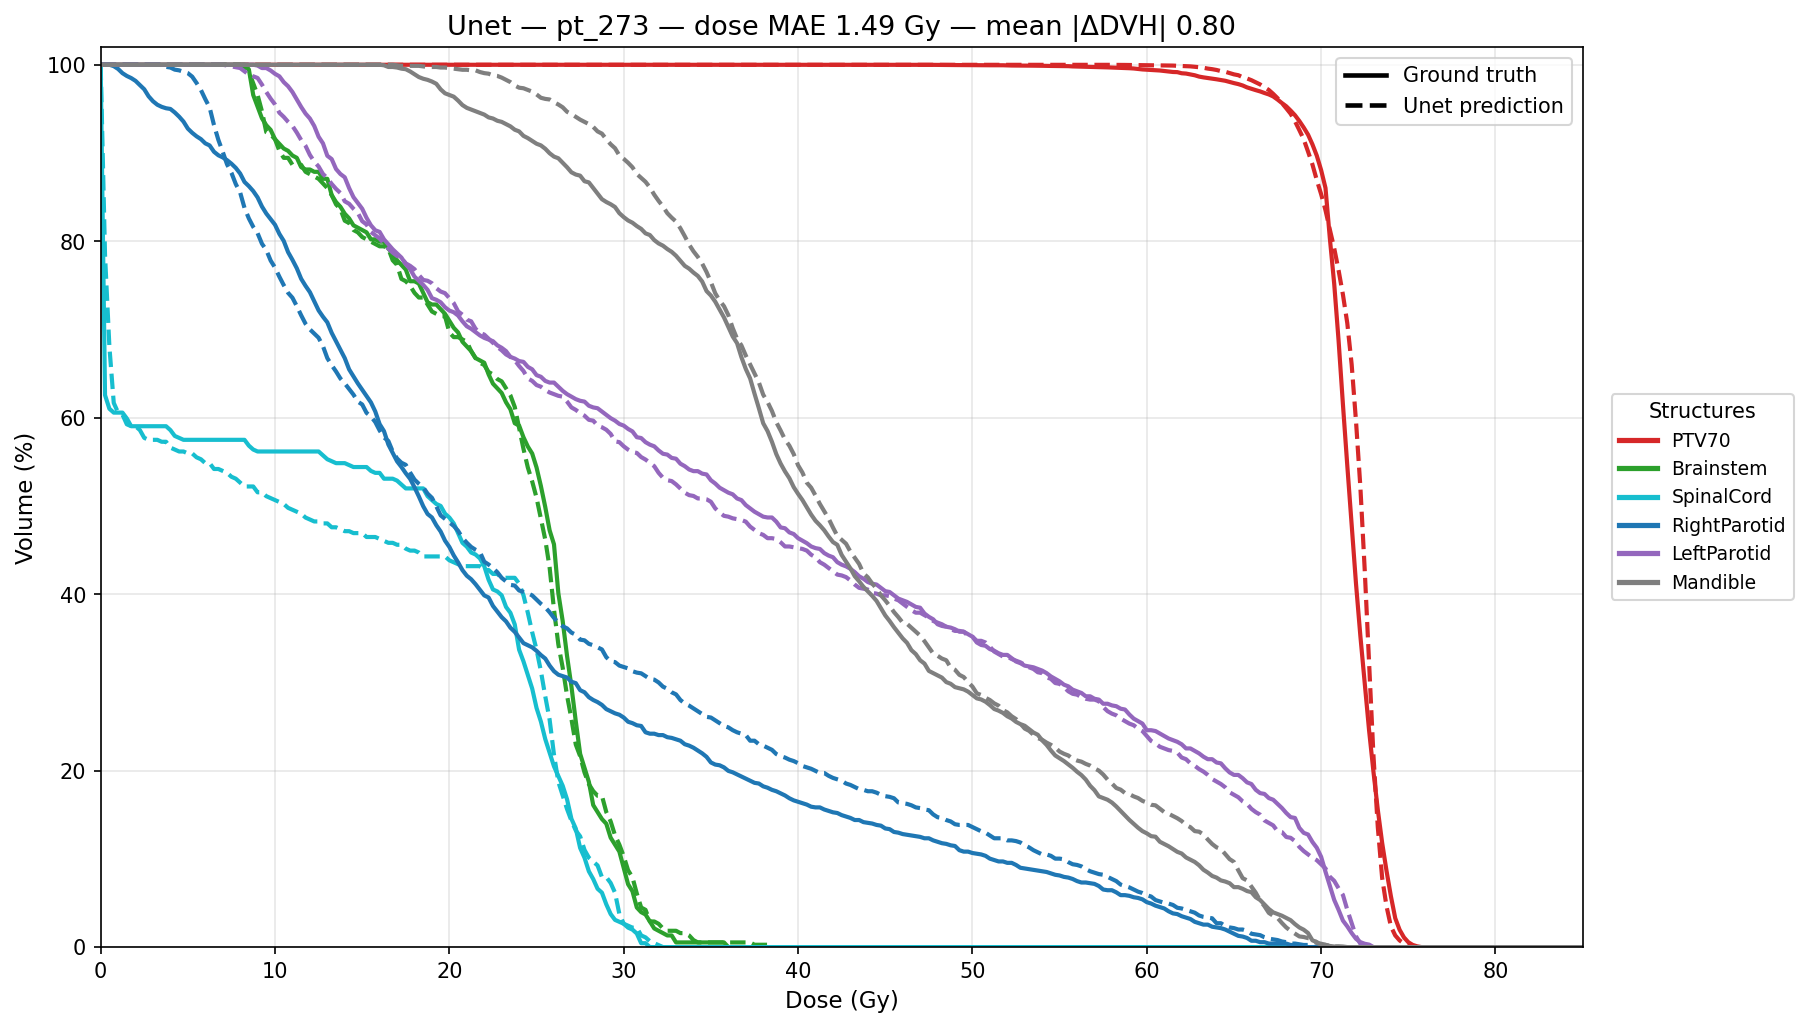 Unet — pt_273 — dose MAE 1.49 Gy — mean |ΔDVH| 0.80
Ground truth
Unet prediction
Volume (%)
100
80
60
40
20
0
Structures
PTV70
Brainstem
SpinalCord
RightParotid
LeftParotid
Mandible
0 10 20 30 40 50 60 70 80
Dose (Gy)